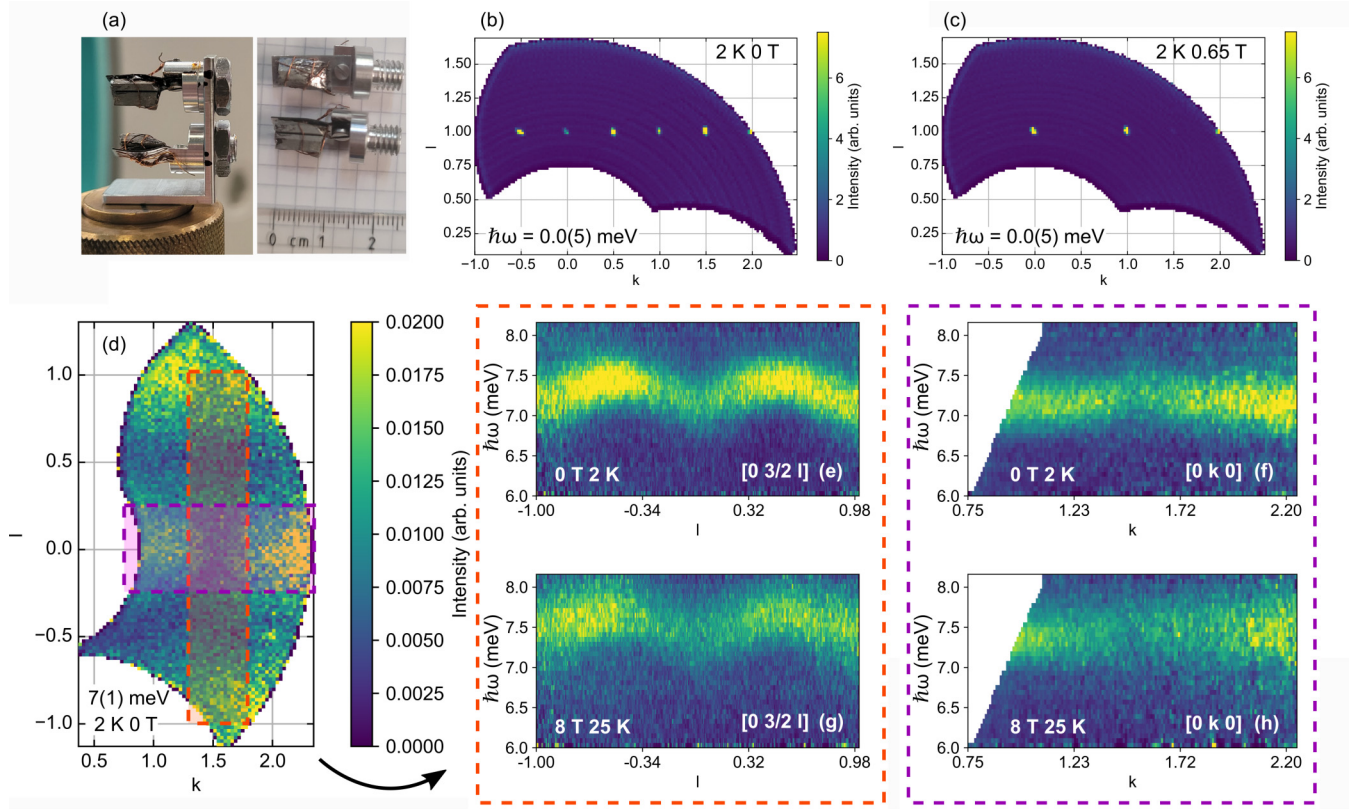 (a)
0 cm 1 2
(b)
2 K 0 T
1.50
1.25
1.00
0.75
0.50
0.25
l
ħω = 0.0(5) meV
−1.0 −0.5 0.0 0.5 1.0 1.5 2.0
k
6
4
2
0
Intensity (arb. units)
(c)
2 K 0.65 T
1.50
1.25
1.00
0.75
0.50
0.25
l
ħω = 0.0(5) meV
−1.0 −0.5 0.0 0.5 1.0 1.5 2.0
k
6
4
2
0
Intensity (arb. units)
(d)
1.0
0.5
0.0
−0.5
−1.0
l
7(1) meV
2 K 0 T
0.5 1.0 1.5 2.0
k
0.0200
0.0175
0.0150
0.0125
0.0100
0.0075
0.0050
0.0025
0.0000
Intensity (arb. units)
8.0
7.5
7.0
6.5
6.0
ħω (meV)
0 T 2 K [0 3/2 l] (e)
−1.00 −0.34 0.32 0.98
l
8.0
7.5
7.0
6.5
6.0
ħω (meV)
0 T 2 K [0 k 0] (f)
0.75 1.23 1.72 2.20
k
8.0
7.5
7.0
6.5
6.0
ħω (meV)
8 T 25 K [0 3/2 l] (g)
−1.00 −0.34 0.32 0.98
l
8.0
7.5
7.0
6.5
6.0
ħω (meV)
8 T 25 K [0 k 0] (h)
0.75 1.23 1.72 2.20
k